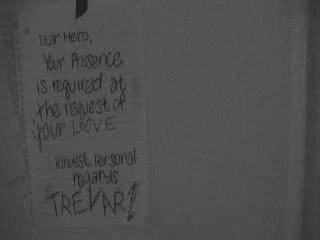 Dear Hero,
Your Presence
is required at
the request of
your LOVE
Kindest Personal
regards
TREVAR!